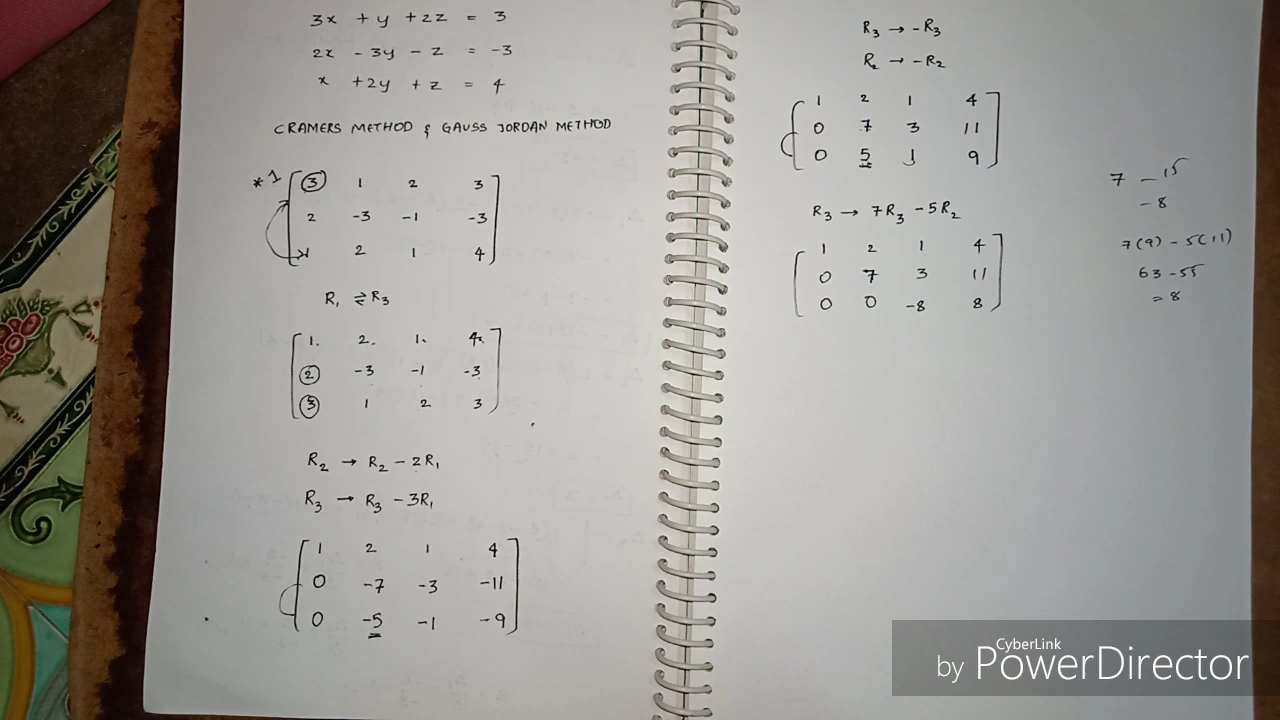 3x + y + 2z = 3
2x - 3y - z = -3
x + 2y + z = 4
CRAMERS METHOD & GAUSS JORDAN METHOD
*1 3 1 2 3
2 -3 -1 -3
1 2 1 4
R₁ ⇄ R₃
1 2 1 4
2 -3 -1 -3
3 1 2 3
R₂ → R₂ - 2R₁
R₃ → R₃ - 3R₁
1 2 1 4
0 -7 -3 -11
0 -5 -1 -9
R₃ → -R₃
R₂ → -R₂
1 2 1 4
0 7 3 11
0 5 1 9
R₃ → 7R₃ - 5R₂
1 2 1 4
0 7 3 11
0 0 -8 8
7 - 15
-8
7(9) - 5(11)
63 - 55
= 8
CyberLink
by PowerDirector